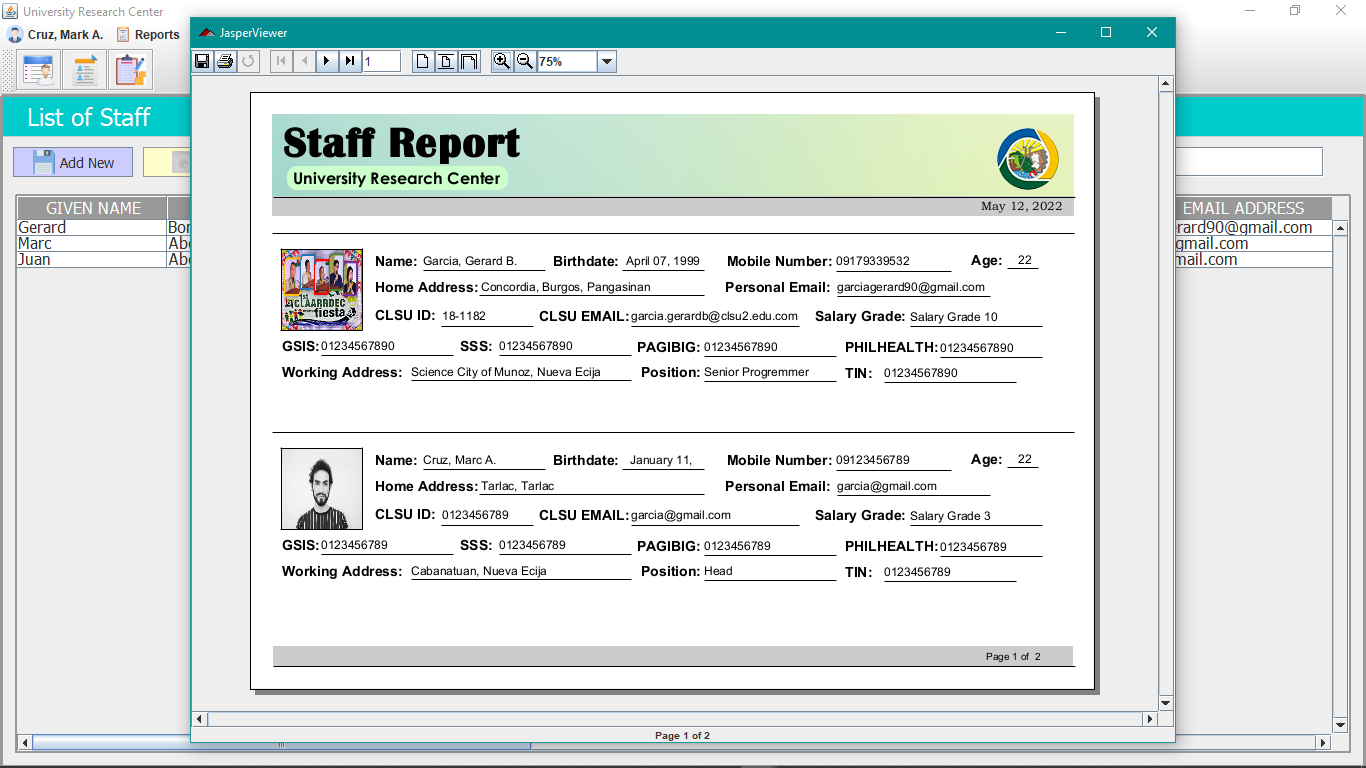 University Research Center
Cruz, Mark A. Reports
JasperViewer
1
75%
List of Staff
Add New
GIVEN NAME
EMAIL ADDRESS
Gerard
Marc
Juan
erard90@gmail.com
gmail.com
mail.com
Staff Report
University Research Center
May 12, 2022
Name: Garcia, Gerard B. Birthdate: April 07, 1999 Mobile Number: 09179339532 Age: 22
Home Address: Concordia, Burgos, Pangasinan Personal Email: garciagerard90@gmail.com
CLSU ID: 18-1182 CLSU EMAIL: garcia.gerardb@clsu2.edu.com Salary Grade: Salary Grade 10
1st
CLAARRDEC
fiesta
GSIS: 01234567890 SSS: 01234567890 PAGIBIG: 01234567890 PHILHEALTH: 01234567890
Working Address: Science City of Munoz, Nueva Ecija Position: Senior Progremmer TIN: 01234567890
Name: Cruz, Marc A. Birthdate: January 11, Mobile Number: 09123456789 Age: 22
Home Address: Tarlac, Tarlac Personal Email: garcia@gmail.com
CLSU ID: 0123456789 CLSU EMAIL: garcia@gmail.com Salary Grade: Salary Grade 3
GSIS: 0123456789 SSS: 0123456789 PAGIBIG: 0123456789 PHILHEALTH: 0123456789
Working Address: Cabanatuan, Nueva Ecija Position: Head TIN: 0123456789
Page 1 of 2
Page 1 of 2